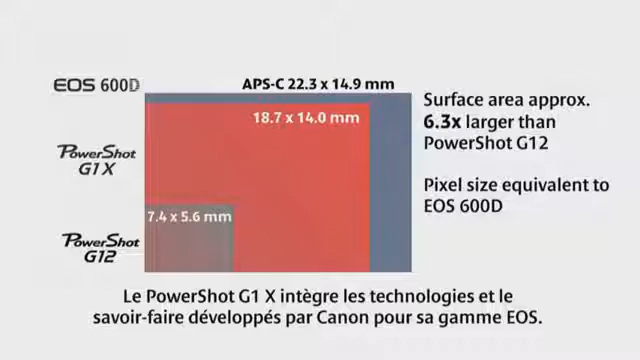 EOS 600D
APS-C 22.3 x 14.9 mm
18.7 x 14.0 mm
PowerShot
G1 X
7.4 x 5.6 mm
PowerShot
G12
Surface area approx.
6.3x larger than
PowerShot G12
Pixel size equivalent to
EOS 600D
Le PowerShot G1 X intègre les technologies et le
savoir-faire développés par Canon pour sa gamme EOS.